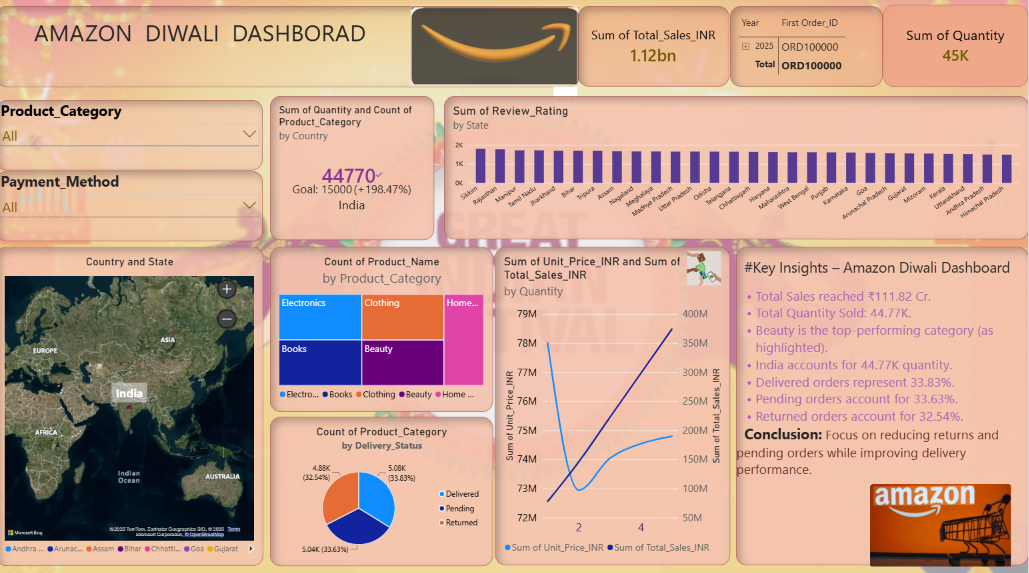 AMAZON DIWALI DASHBORAD
Sum of Total_Sales_INR
1.12bn
Year First Order_ID
2025 ORD100000
Total ORD100000
Sum of Quantity
45K
Product_Category
All
Payment_Method
All
Sum of Quantity and Count of
Product_Category
by Country
44770
Goal: 15000 (+198.47%)
India
Sum of Review_Rating
by State
2K
1K
0K
Sikkim
Rajasthan
Manipur
Tamil Nadu
Jharkhand
Bihar
Tripura
Assam
Nagaland
Meghalaya
Madhya Pradesh
Uttar Pradesh
Odisha
Telangana
Chhattisgarh
Haryana
Maharashtra
West Bengal
Punjab
Karnataka
Goa
Arunachal Pradesh
Gujarat
Mizoram
Kerala
Uttarakhand
Andhra Pradesh
Himachal Pradesh
Country and State
EUROPE
ASIA
India
AFRICA
Indian
Ocean
AUSTRALIA
Microsoft Bing
©2026 TomTom, Earthstar Geographics SIO, © 2026
Microsoft Corporation, © OpenStreetMap
Terms
Andhra ... Arunac... Assam Bihar Chhatti... Goa Gujarat
Count of Product_Name
by Product_Category
Electronics
Clothing
Home...
Books
Beauty
Electro... Books Clothing Beauty Home ...
Count of Product_Category
by Delivery_Status
4.88K
(32.54%)
5.08K
(33.83%)
5.04K (33.63%)
Delivered
Pending
Returned
Sum of Unit_Price_INR and Sum of
Total_Sales_INR
by Quantity
Sum of Unit_Price_INR
79M
78M
77M
76M
75M
74M
73M
72M
400M
350M
300M
250M
200M
150M
100M
50M
Sum of Total_Sales_INR
2 4
Sum of Unit_Price_INR Sum of Total_Sales_INR
#Key Insights – Amazon Diwali Dashboard
• Total Sales reached ₹111.82 Cr.
• Total Quantity Sold: 44.77K.
• Beauty is the top-performing category (as
highlighted).
• India accounts for 44.77K quantity.
• Delivered orders represent 33.83%.
• Pending orders account for 33.63%.
• Returned orders account for 32.54%.
Conclusion: Focus on reducing returns and
pending orders while improving delivery
performance.
amazon